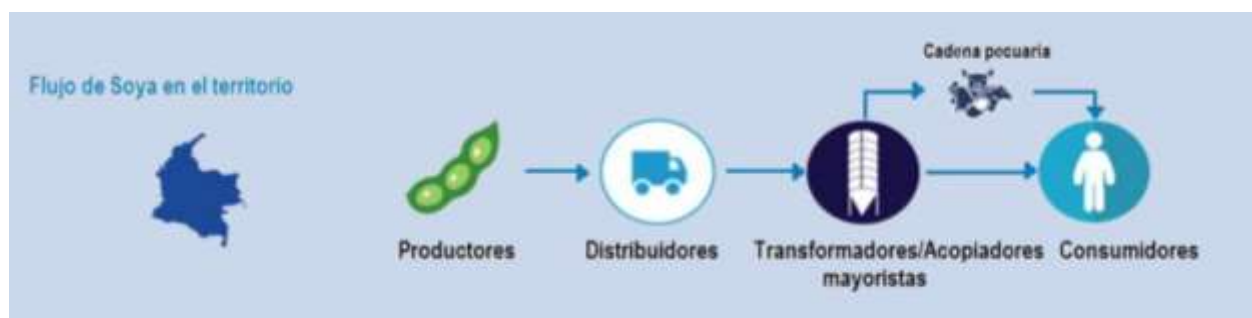 Cadena pecuaria
Flujo de Soya en el territorio
Productores
Distribuidores
Transformadores/Acopiadores
mayoristas
Consumidores